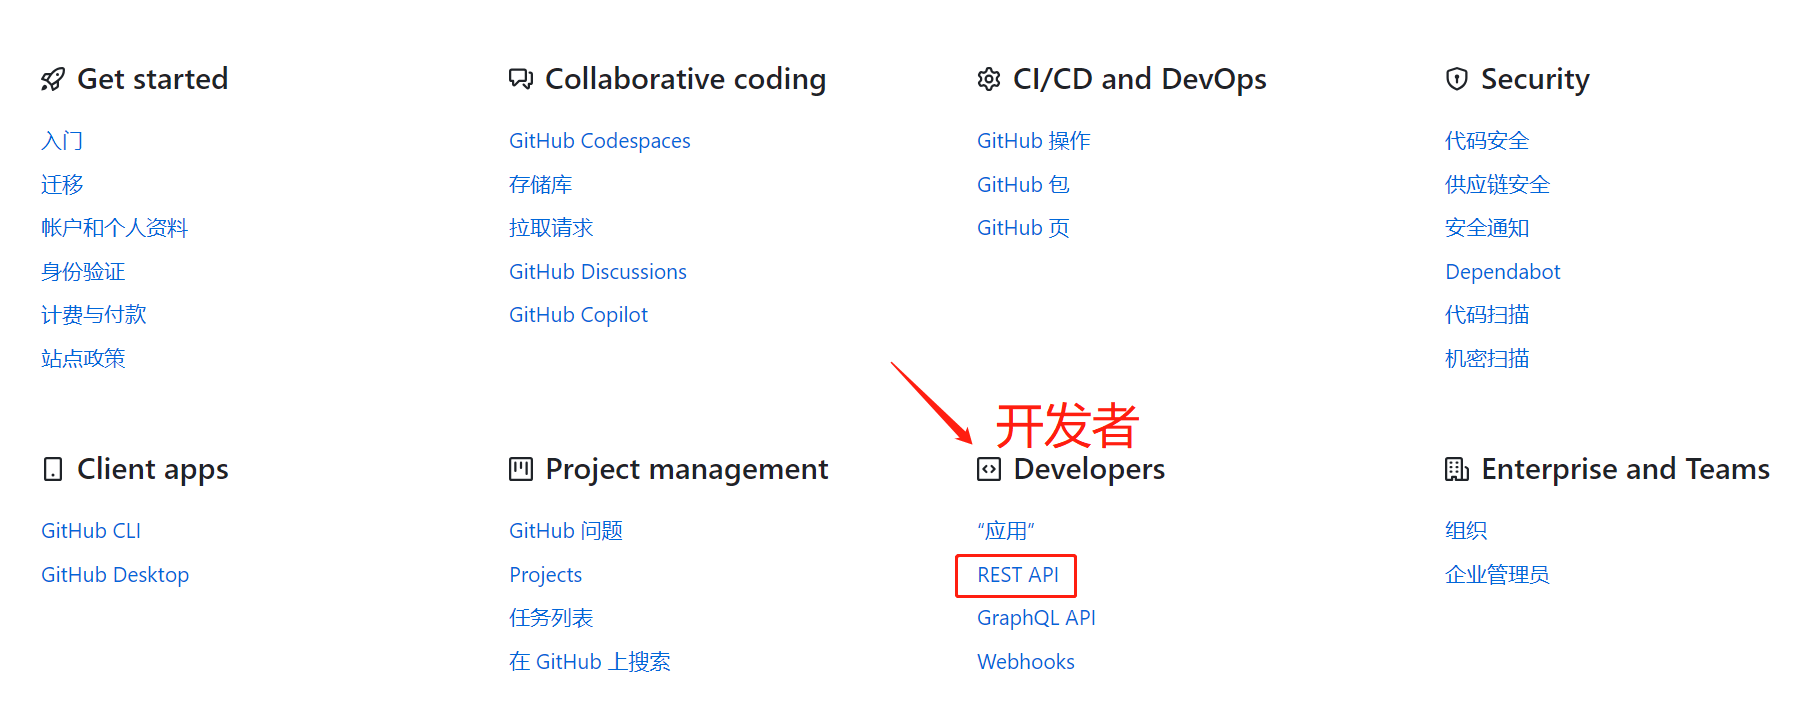 Get started
入门
迁移
帐户和个人资料
身份验证
计费与付款
站点政策
Collaborative coding
GitHub Codespaces
存储库
拉取请求
GitHub Discussions
GitHub Copilot
CI/CD and DevOps
GitHub 操作
GitHub 包
GitHub 页
Security
代码安全
供应链安全
安全通知
Dependabot
代码扫描
机密扫描
Client apps
GitHub CLI
GitHub Desktop
Project management
GitHub 问题
Projects
任务列表
在 GitHub 上搜索
开发者
Developers
“应用”
REST API
GraphQL API
Webhooks
Enterprise and Teams
组织
企业管理员